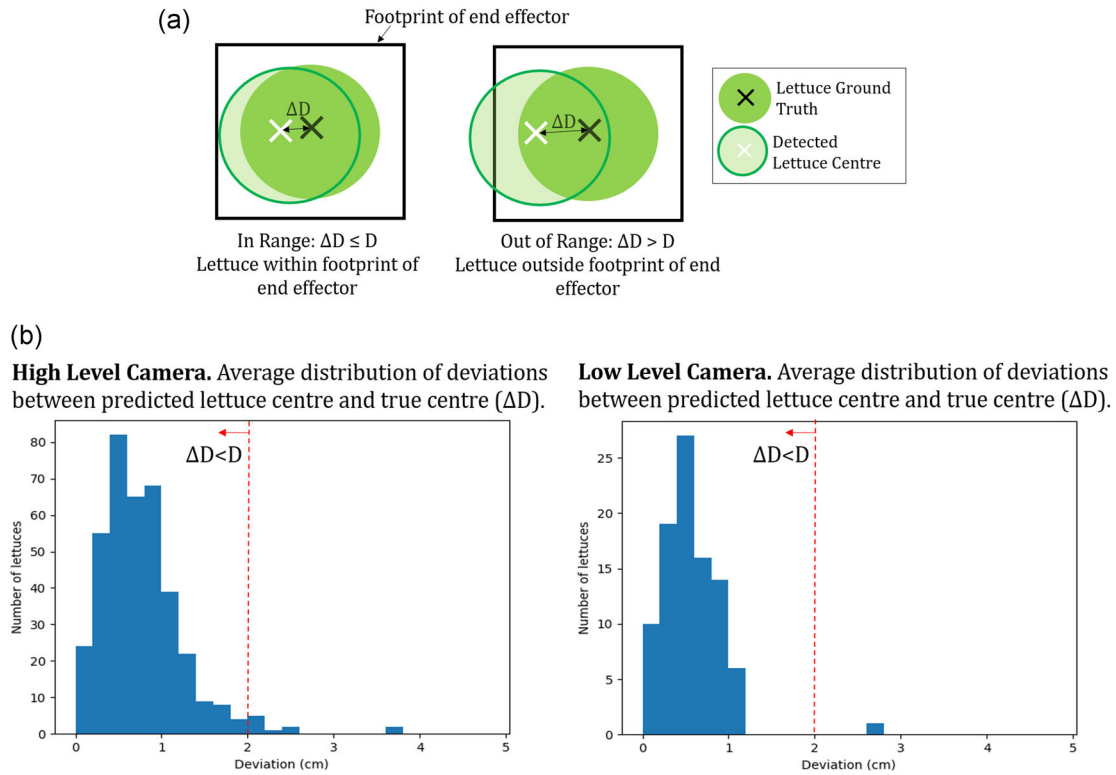 (a)
Footprint of end effector
ΔD
ΔD
Lettuce Ground
Truth
Detected
Lettuce Centre
In Range: ΔD ≤ D
Lettuce within footprint of
end effector
Out of Range: ΔD > D
Lettuce outside footprint of end
effector
(b)
High Level Camera. Average distribution of deviations
between predicted lettuce centre and true centre (ΔD).
ΔD<D
Number of lettuces
80
70
60
50
40
30
20
10
0
0 1 2 3 4 5
Deviation (cm)
Low Level Camera. Average distribution of deviations
between predicted lettuce centre and true centre (ΔD).
ΔD<D
Number of lettuces
25
20
15
10
5
0
0 1 2 3 4 5
Deviation (cm)